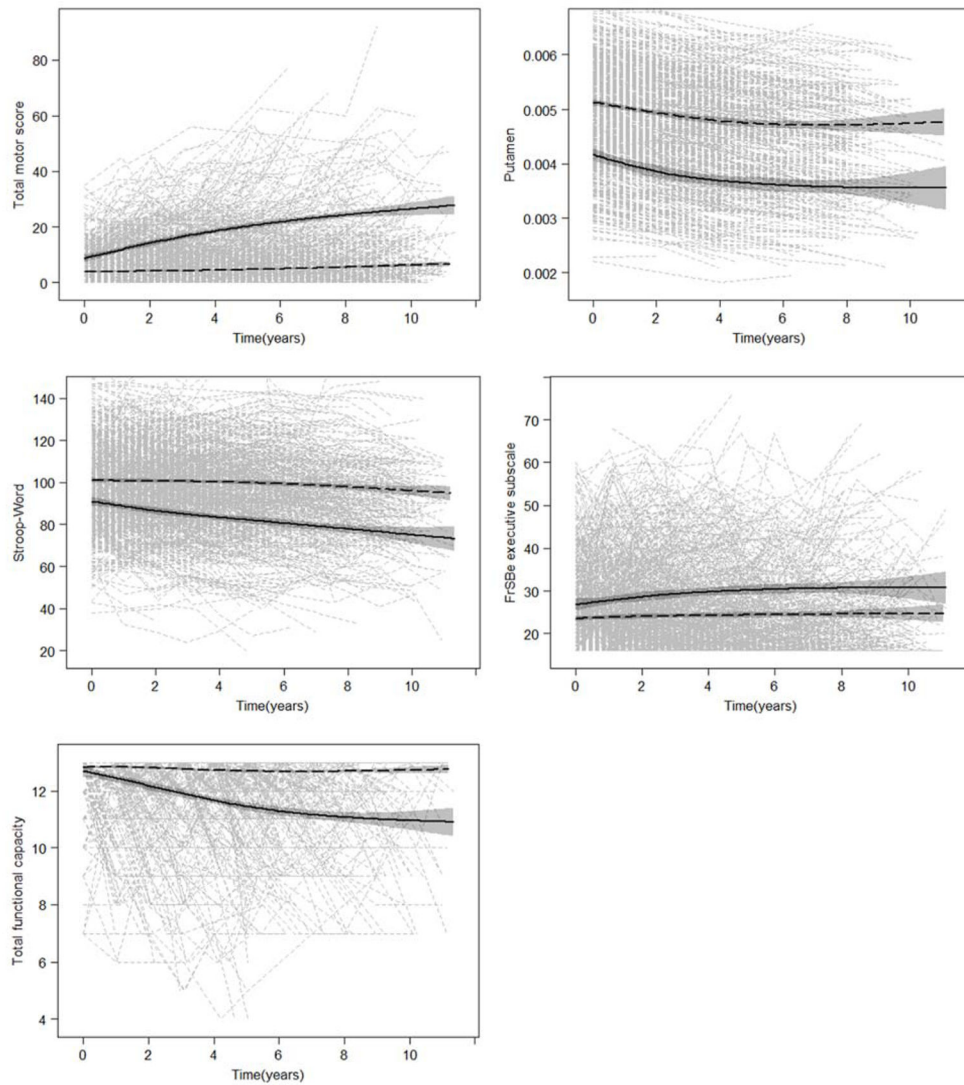 Total motor score
80
60
40
20
0
0 2 4 6 8 10
Time(years)
Putamen
0.006
0.005
0.004
0.003
0.002
0 2 4 6 8 10
Time(years)
Stroop-Word
140
120
100
80
60
40
20
0 2 4 6 8 10
Time(years)
FrSBe executive subscale
70
60
50
40
30
20
0 2 4 6 8 10
Time(years)
Total functional capacity
12
10
8
6
4
0 2 4 6 8 10
Time(years)